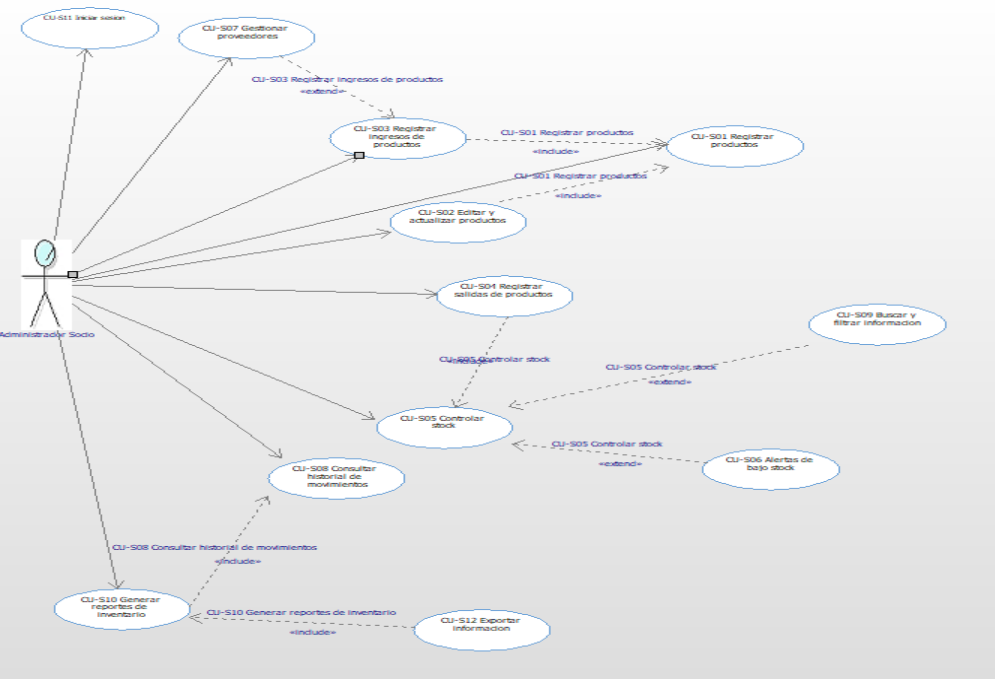 CU-S11 Iniciar sesion
CU-S07 Gestionar
proveedores
CU-S03 Registrar ingresos de productos
«extend»
CU-S03 Registrar
ingresos de
productos
CU-S01 Registrar productos
«include»
CU-S01 Registrar
productos
CU-S01 Registrar productos
«include»
CU-S02 Editar y
actualizar productos
CU-S04 Registrar
salidas de productos
Administrador Socio
CU-S09 Buscar y
filtrar informacion
CU-S05 Controlar stock
«include»
CU-S05 Controlar stock
«extend»
CU-S05 Controlar
stock
CU-S05 Controlar stock
«extend»
CU-S06 Alertas de
bajo stock
CU-S08 Consultar
historial de
movimientos
CU-S08 Consultar historial de movimientos
«include»
CU-S10 Generar
reportes de
inventario
CU-S10 Generar reportes de inventario
«include»
CU-S12 Exportar
informacion